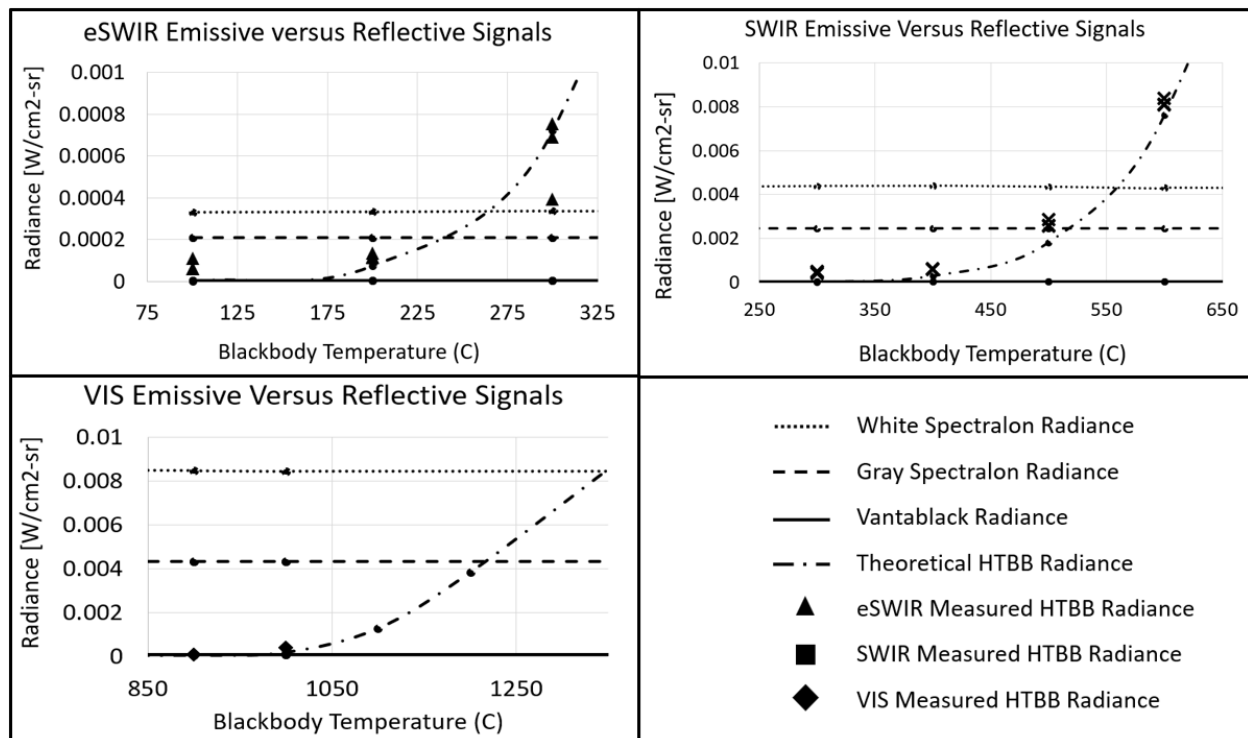 eSWIR Emissive versus Reflective Signals
Radiance [W/cm2-sr]
0.001
0.0008
0.0006
0.0004
0.0002
0
75 125 175 225 275 325
Blackbody Temperature (C)
SWIR Emissive Versus Reflective Signals
Radiance [W/cm2-sr]
0.01
0.008
0.006
0.004
0.002
0
250 350 450 550 650
Blackbody Temperature (C)
VIS Emissive Versus Reflective Signals
Radiance [W/cm2-sr]
0.01
0.008
0.006
0.004
0.002
0
850 1050 1250
Blackbody Temperature (C)
White Spectralon Radiance
Gray Spectralon Radiance
Vantablack Radiance
Theoretical HTBB Radiance
eSWIR Measured HTBB Radiance
SWIR Measured HTBB Radiance
VIS Measured HTBB Radiance